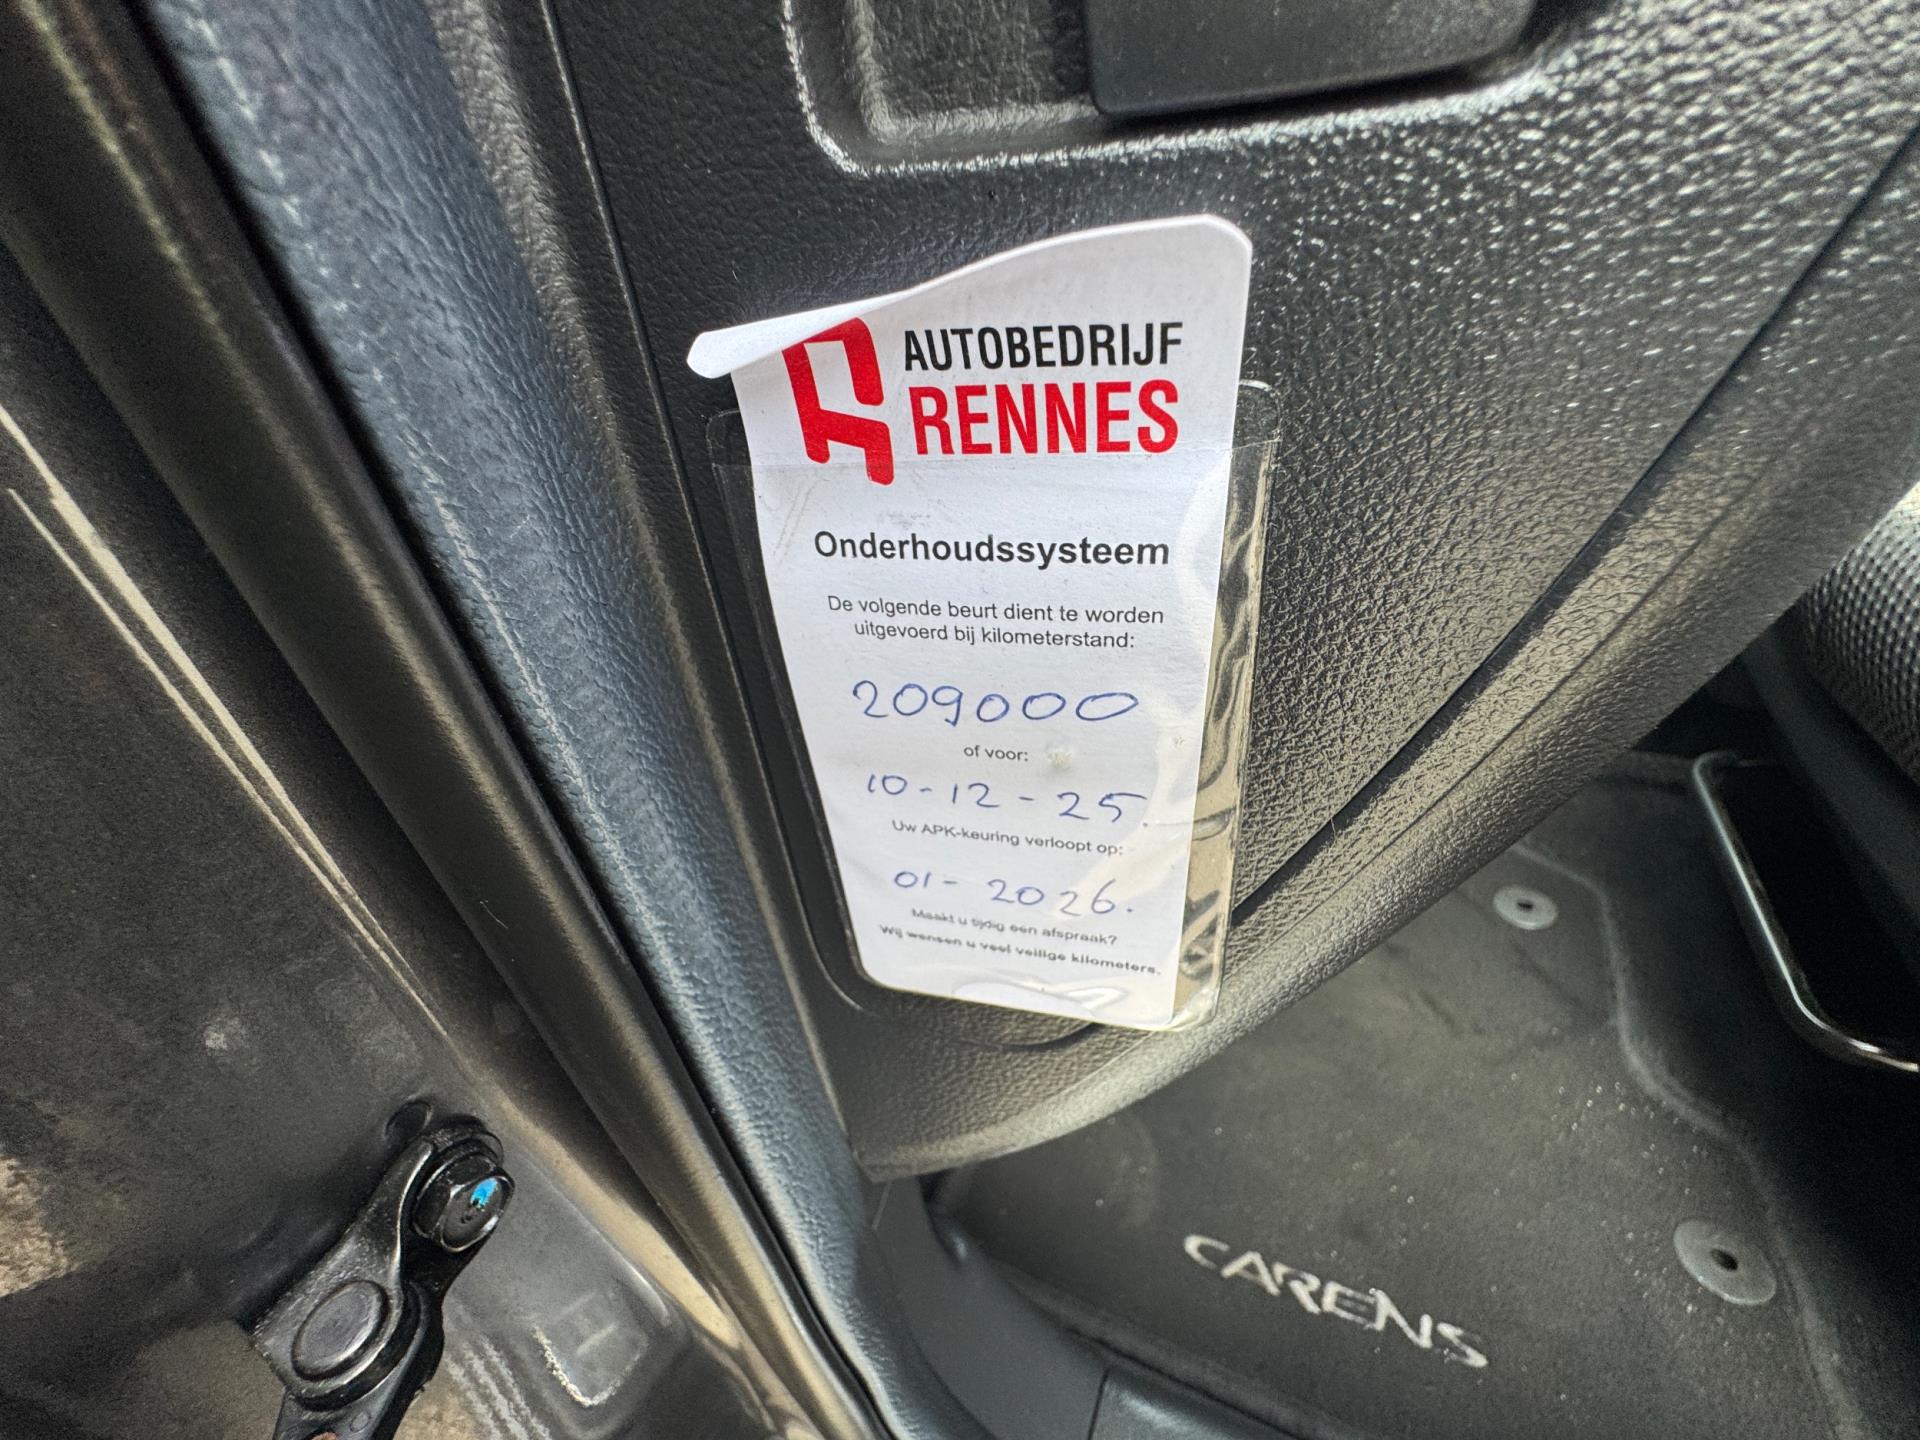 AUTOBEDRIJF
RENNES
Onderhoudssysteem
De volgende beurt dient te worden
uitgevoerd bij kilometerstand:
209000
of voor:
10-12-25.
Uw APK-keuring verloopt op:
01-2026.
Maakt u tijdig een afspraak?
Wij wensen u veel veilige kilometers.
CARENS